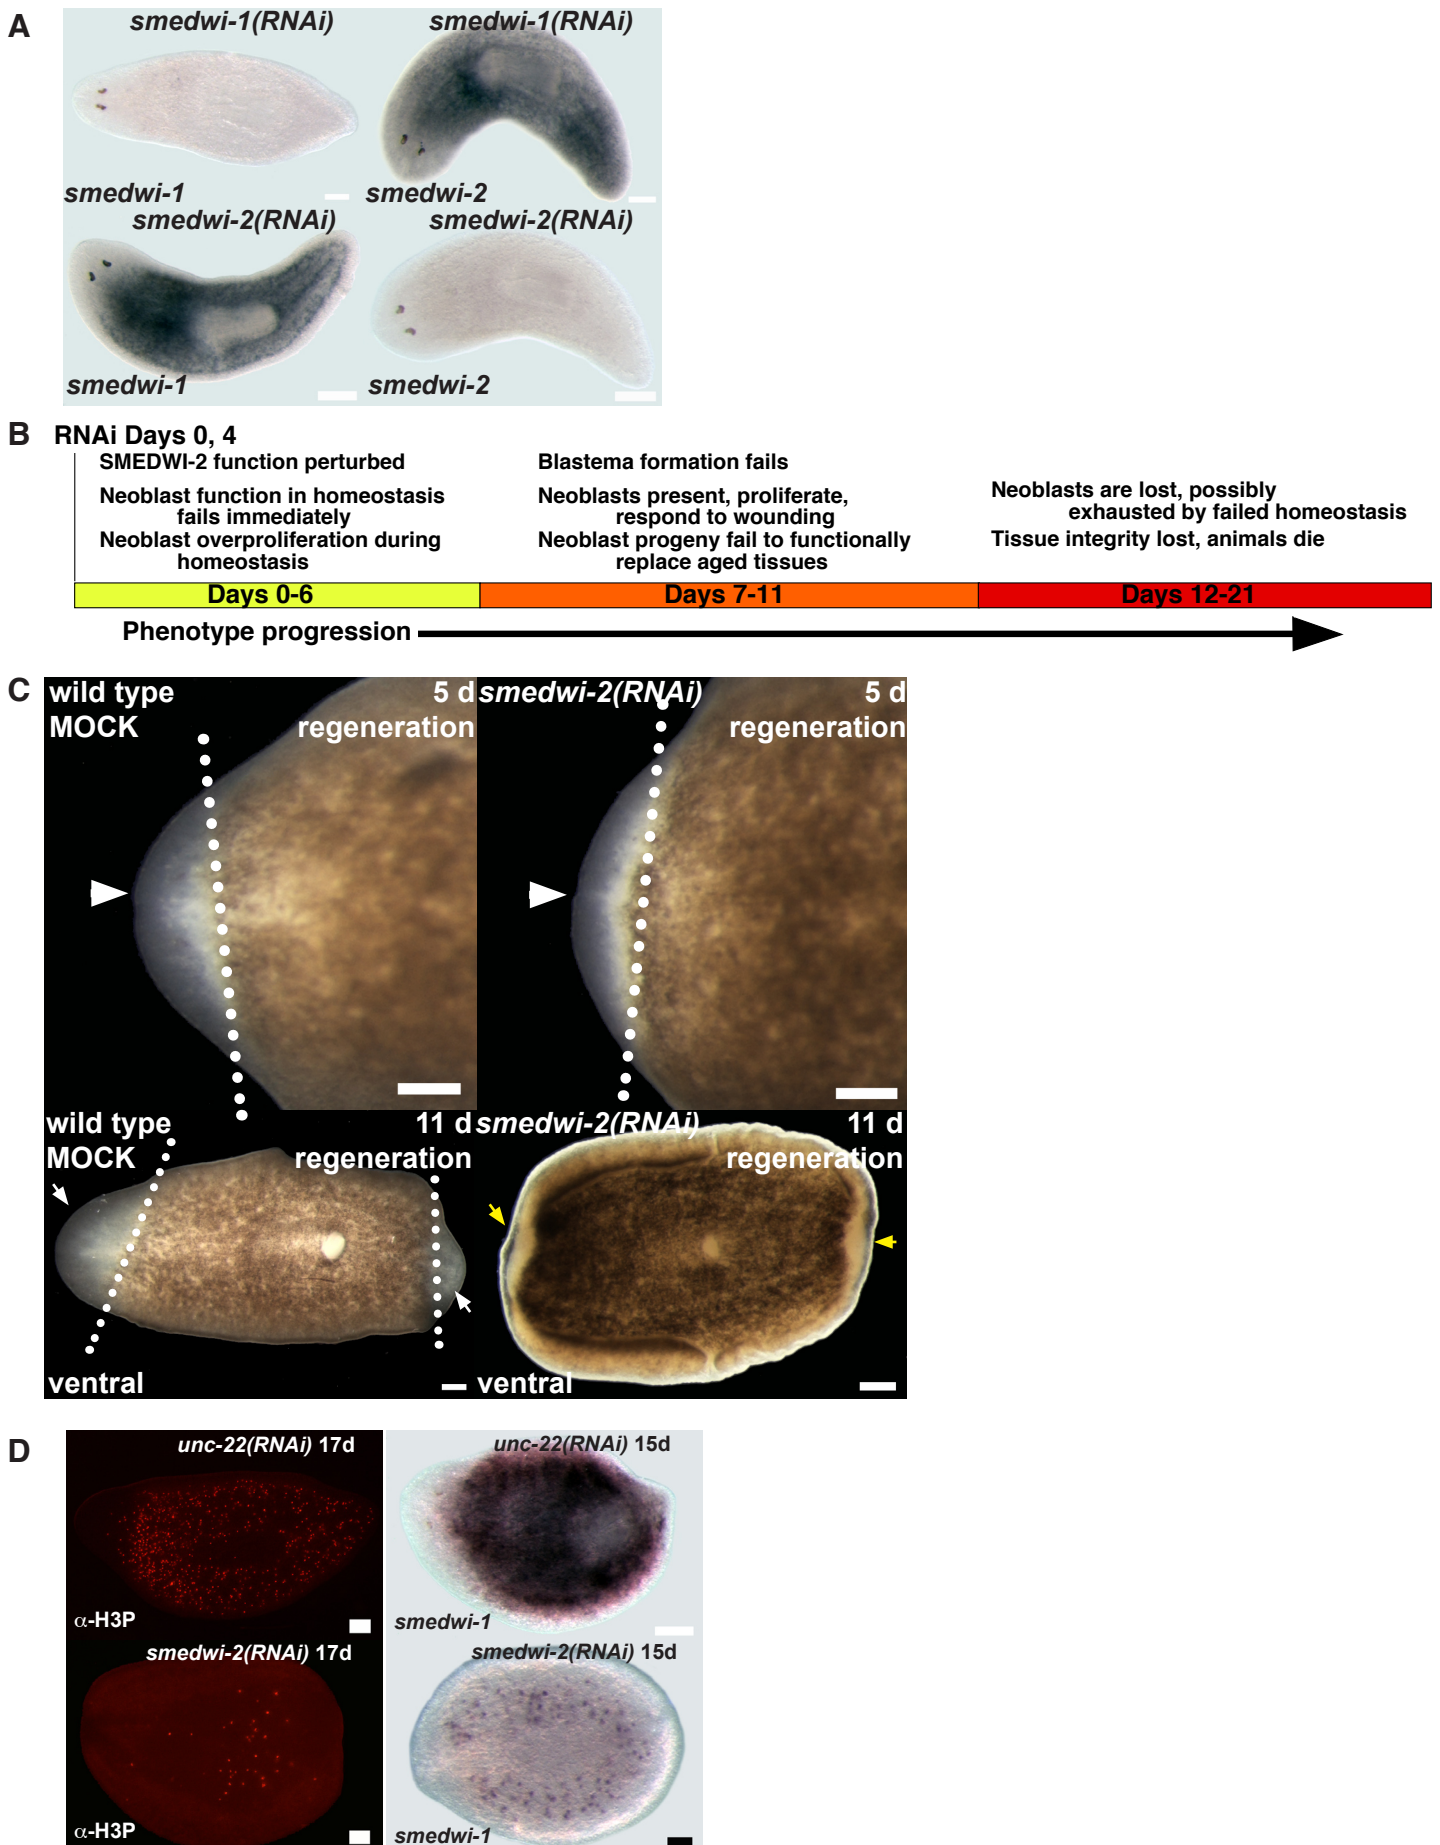 A
smedwi-1(RNAi)
smedwi-1(RNAi)
smedwi-1
smedwi-2
smedwi-2(RNAi)
smedwi-2(RNAi)
smedwi-1
smedwi-2
B
RNAi Days 0, 4
SMEDWI-2 function perturbed
Neoblast function in homeostasis
fails immediately
Neoblast overproliferation during
homeostasis
Blastema formation fails
Neoblasts present, proliferate,
respond to wounding
Neoblast progeny fail to functionally
replace aged tissues
Neoblasts are lost, possibly
exhausted by failed homeostasis
Tissue integrity lost, animals die
Days 0-6
Days 7-11
Days 12-21
Phenotype progression
C
wild type
MOCK
5 d
regeneration
smedwi-2(RNAi)
5 d
regeneration
wild type
MOCK
11 d
regeneration
ventral
smedwi-2(RNAi)
11 d
regeneration
ventral
D
unc-22(RNAi) 17d
α-H3P
unc-22(RNAi) 15d
smedwi-1
smedwi-2(RNAi) 17d
α-H3P
smedwi-2(RNAi) 15d
smedwi-1